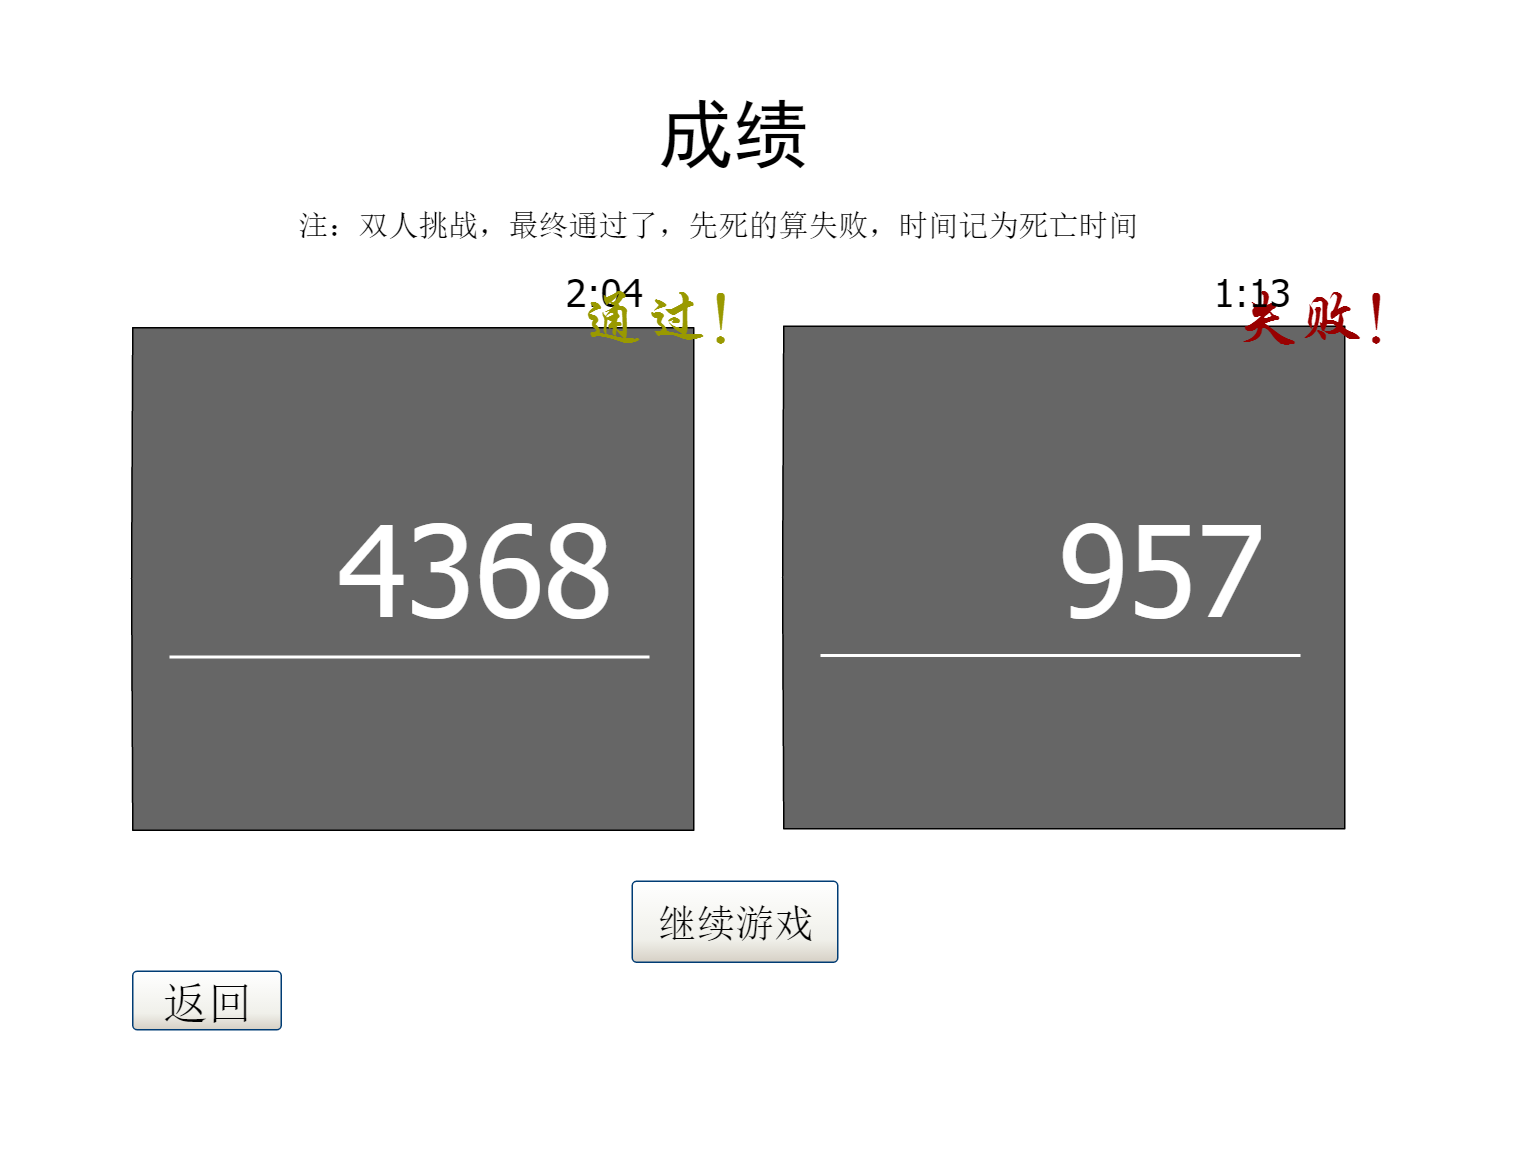 成绩
注：双人挑战，最终通过了，先死的算失败，时间记为死亡时间
2:04
通过！
1:13
失败！
4368
957
继续游戏
返回